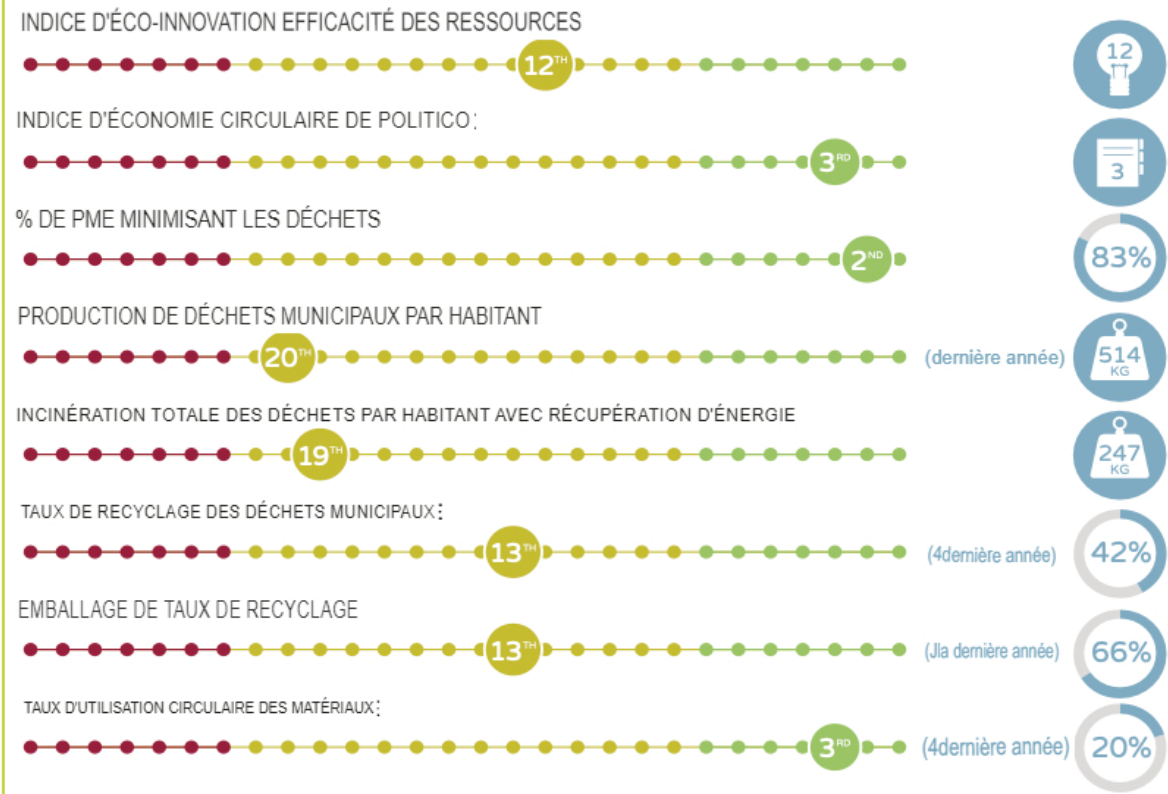 INDICE D'ÉCO-INNOVATION EFFICACITÉ DES RESSOURCES
12TH
12
INDICE D'ÉCONOMIE CIRCULAIRE DE POLITICO:
3RD
3
% DE PME MINIMISANT LES DÉCHETS
2ND
83%
PRODUCTION DE DÉCHETS MUNICIPAUX PAR HABITANT
20TH
(dernière année)
514
KG
INCINÉRATION TOTALE DES DÉCHETS PAR HABITANT AVEC RÉCUPÉRATION D'ÉNERGIE
19TH
247
KG
TAUX DE RECYCLAGE DES DÉCHETS MUNICIPAUX:
13TH
(4dernière année)
42%
EMBALLAGE DE TAUX DE RECYCLAGE
13TH
(Jla dernière année)
66%
TAUX D'UTILISATION CIRCULAIRE DES MATÉRIAUX:
3RD
(4dernière année)
20%